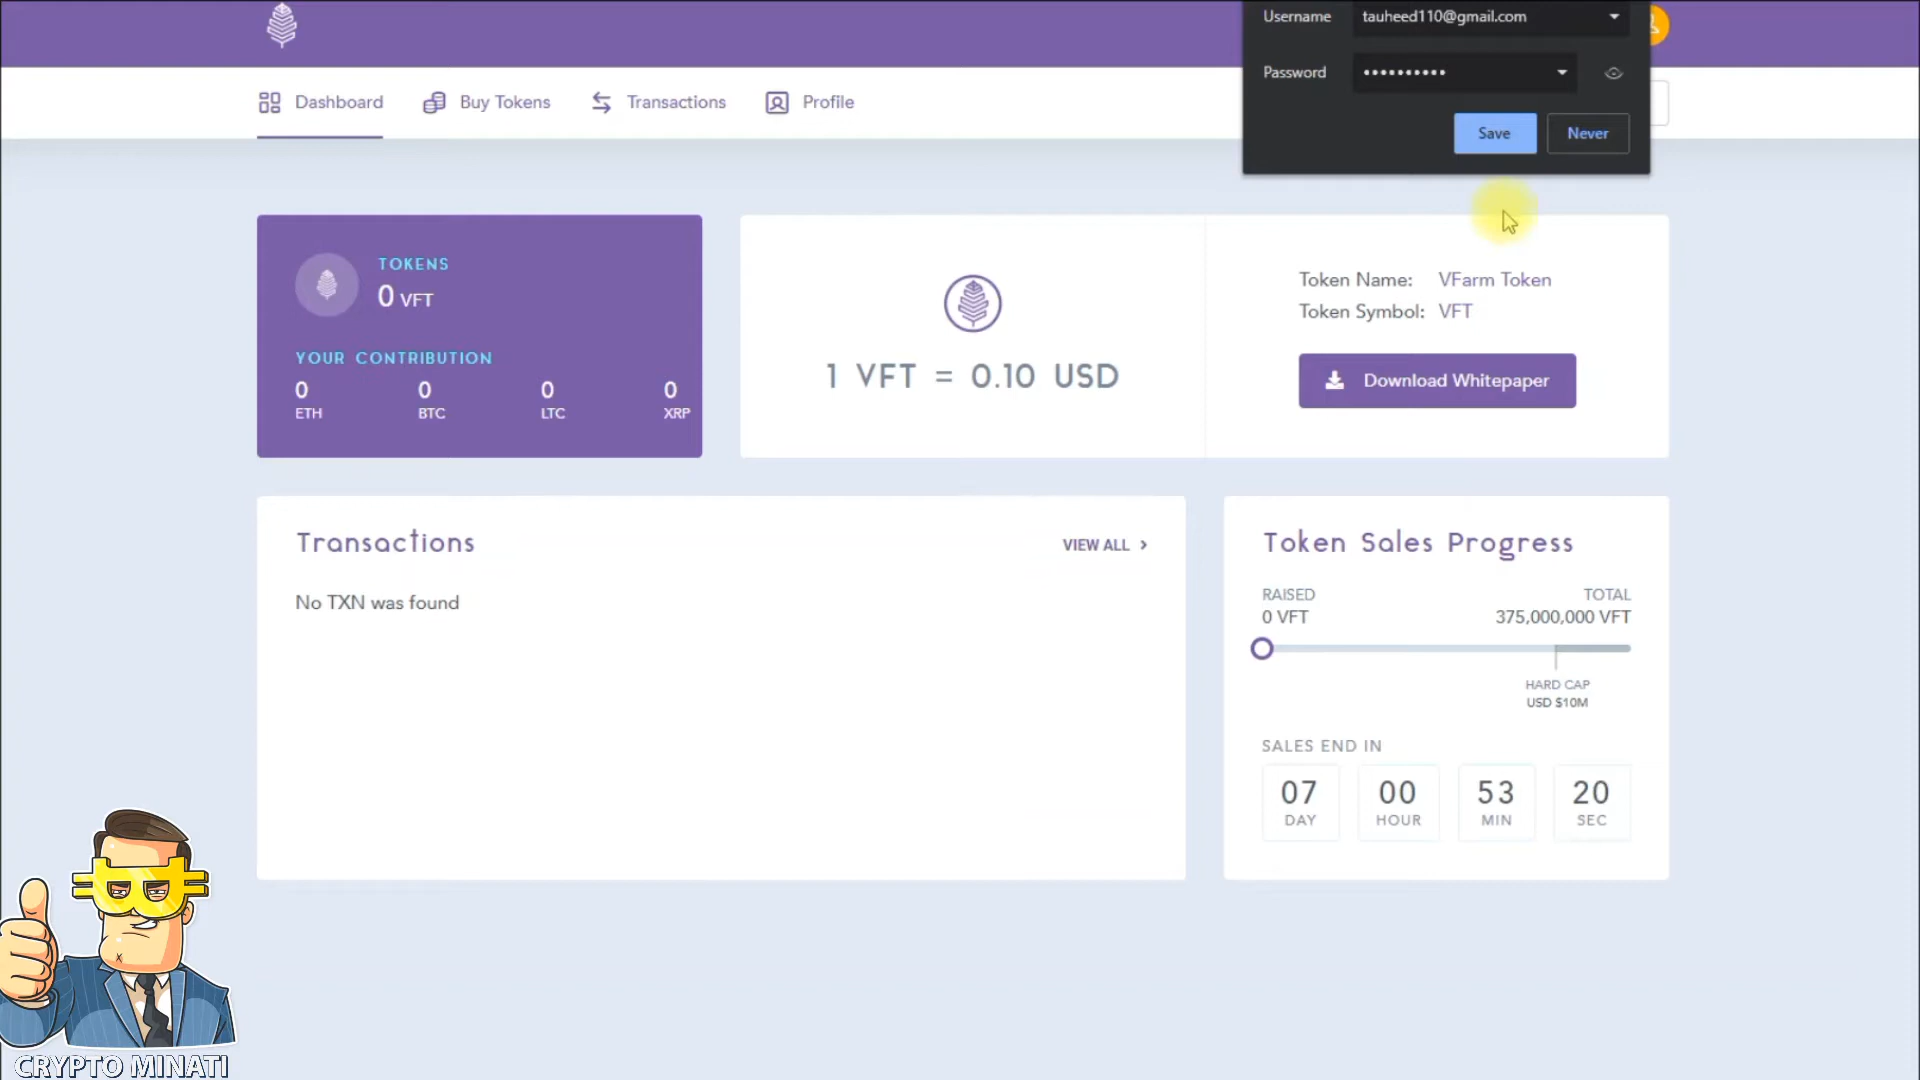 Username tauheed110@gmail.com
Password ••••••••••
Save Never
Dashboard Buy Tokens Transactions Profile
TOKENS
0 VFT
YOUR CONTRIBUTION
0 0 0 0
ETH BTC LTC XRP
1 VFT = 0.10 USD
Token Name: VFarm Token
Token Symbol: VFT
Download Whitepaper
Transactions
VIEW ALL
No TXN was found
Token Sales Progress
RAISED TOTAL
0 VFT 375,000,000 VFT
HARD CAP
USD $10M
SALES END IN
07 00 53 20
DAY HOUR MIN SEC
CRYPTO MINATI